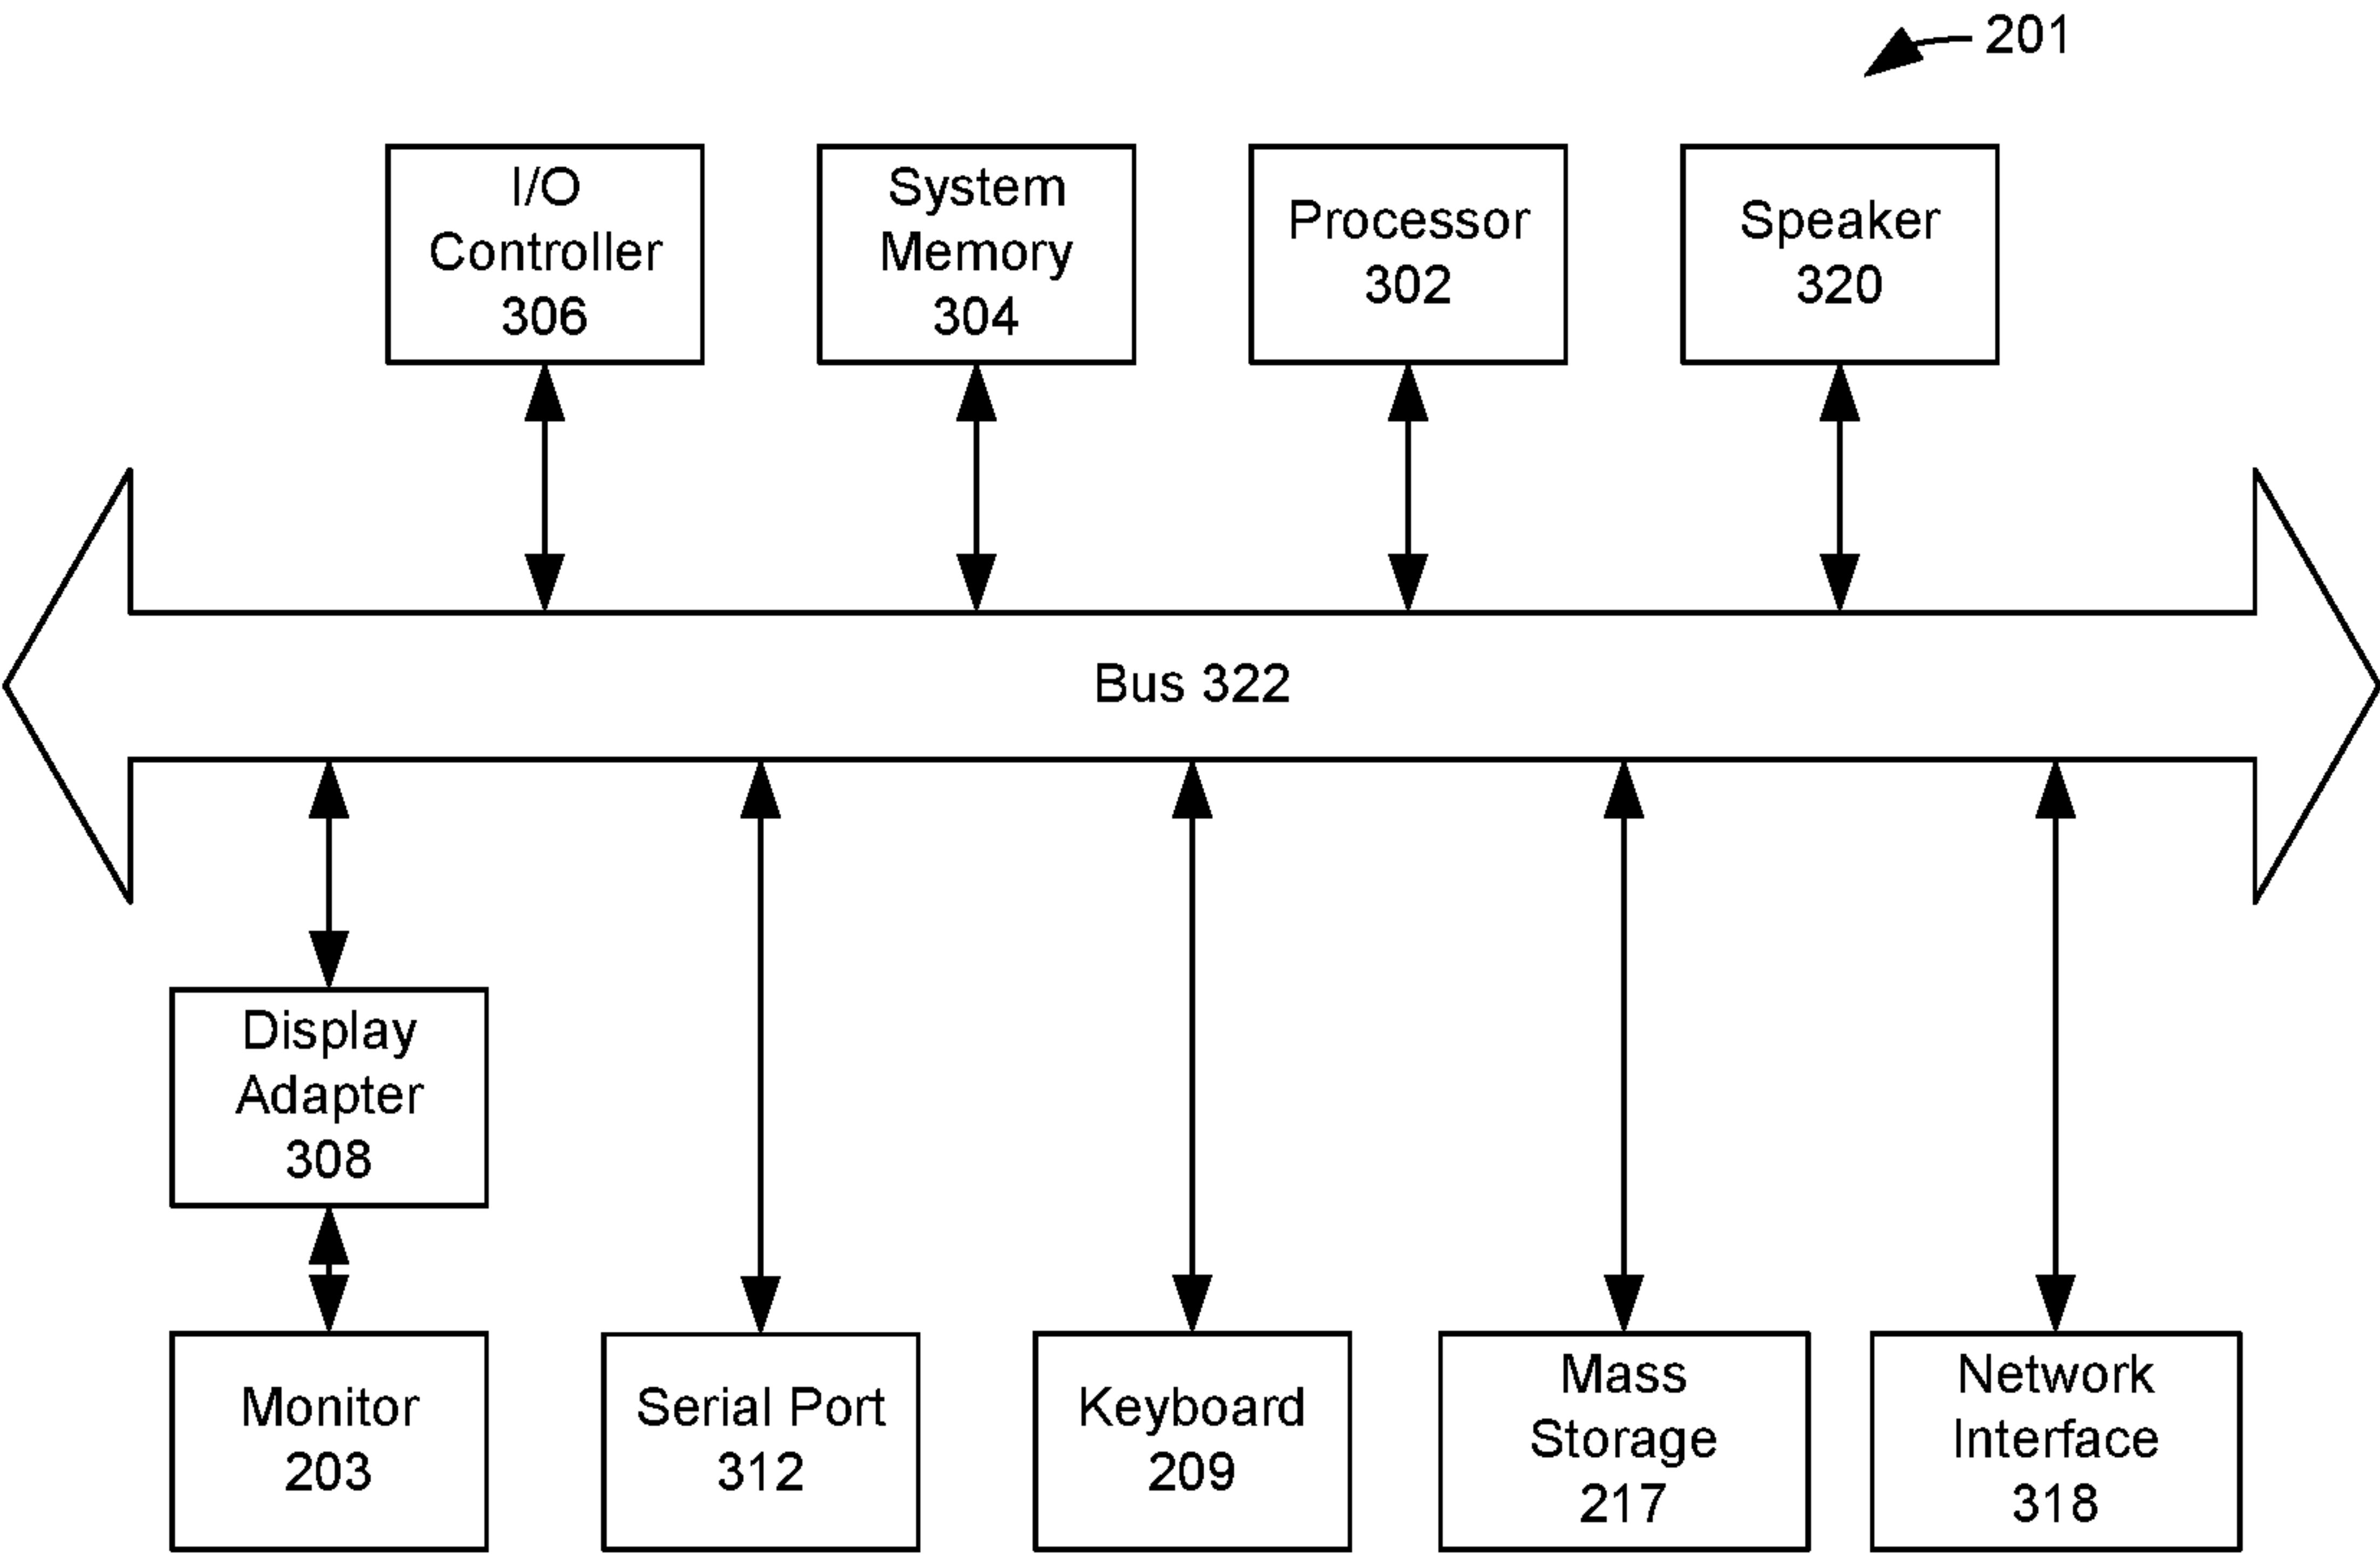 201
I/O
Controller
306
System
Memory
304
Processor
302
Speaker
320
Bus 322
Display
Adapter
308
Monitor
203
Serial Port
312
Keyboard
209
Mass
Storage
217
Network
Interface
318